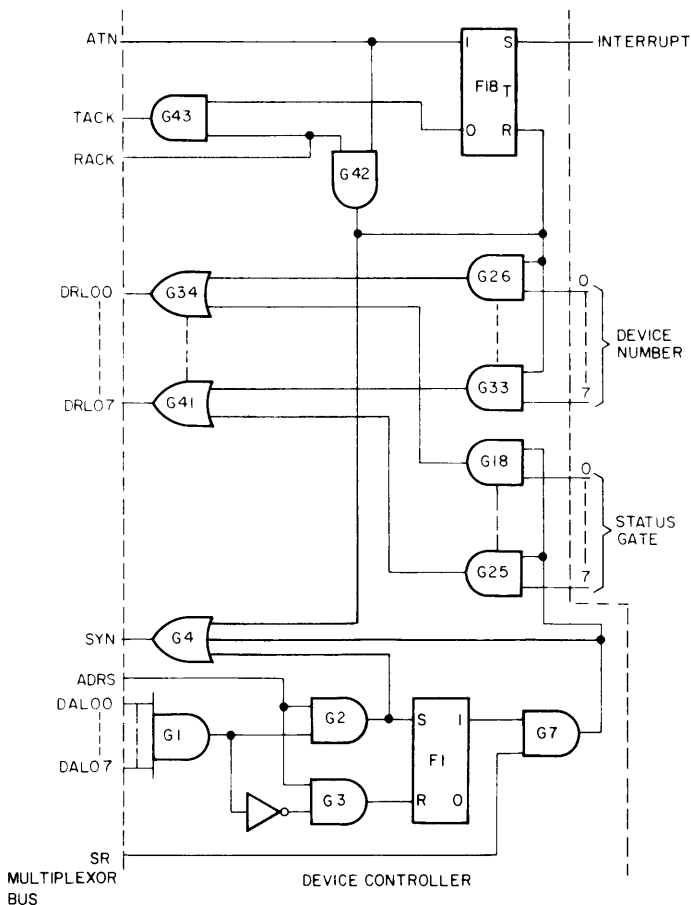 ATN
I S
INTERRUPT
F18
T
G43
TACK
O R
RACK
G42
G26
0
G34
DRL00
DEVICE
NUMBER
G33
7
G41
DRL07
G18
0
STATUS
GATE
G25
7
SYN
G4
ADRS
DAL00
G1
G2
S I
G7
F1
DAL07
G3
R O
SR
MULTIPLEXOR
BUS
DEVICE CONTROLLER